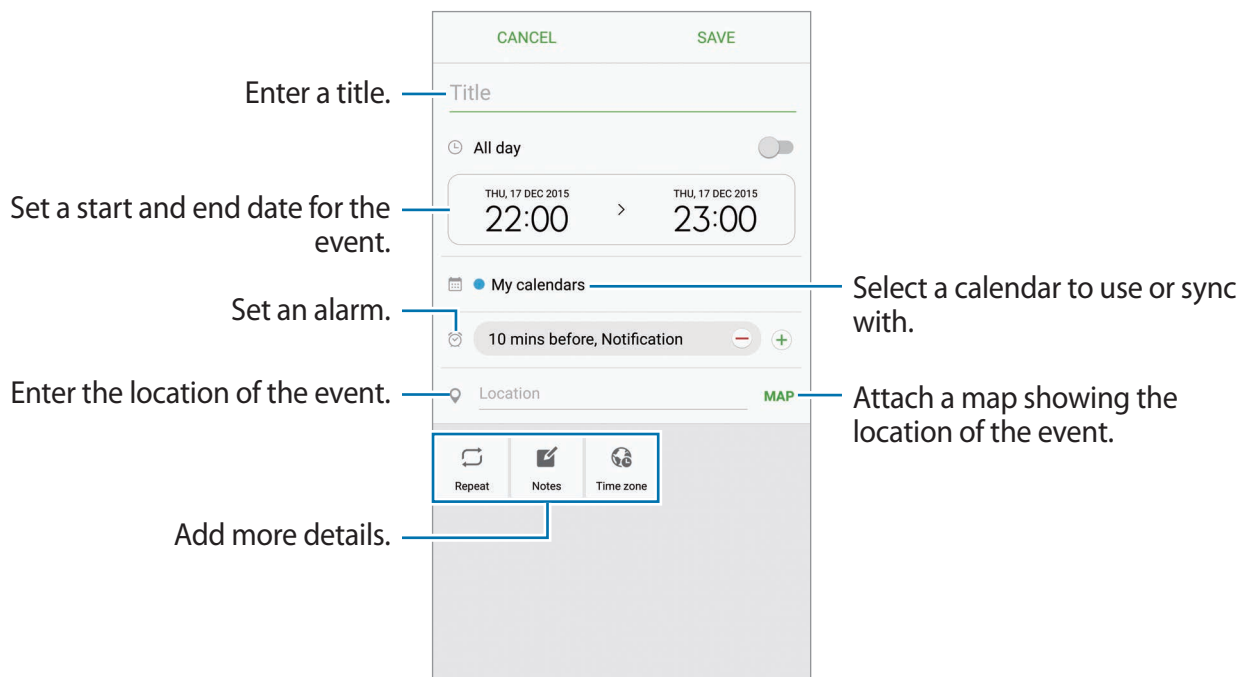 CANCEL SAVE
Enter a title.
Title
All day
Set a start and end date for the
event.
THU, 17 DEC 2015 THU, 17 DEC 2015
22:00 > 23:00
My calendars
Select a calendar to use or sync
with.
Set an alarm.
10 mins before, Notification
Enter the location of the event.
Location MAP
Attach a map showing the
location of the event.
Repeat Notes Time zone
Add more details.